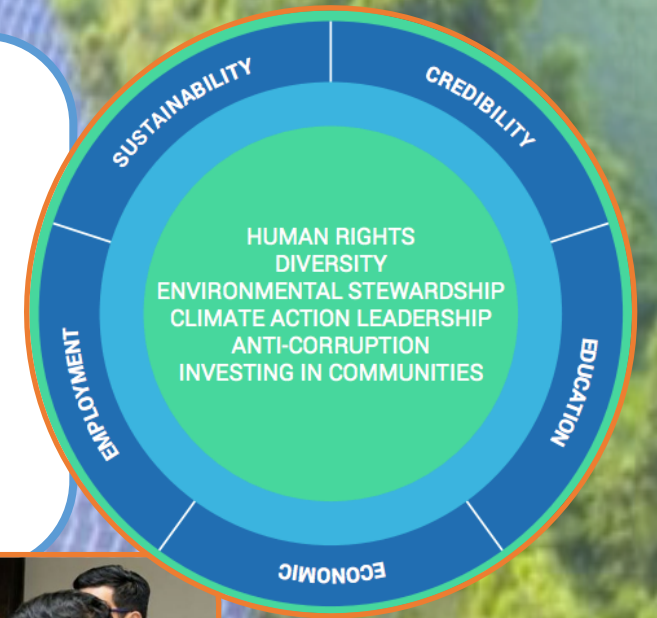 SUSTAINABILITY
CREDIBILITY
HUMAN RIGHTS
DIVERSITY
ENVIRONMENTAL STEWARDSHIP
CLIMATE ACTION LEADERSHIP
ANTI-CORRUPTION
INVESTING IN COMMUNITIES
EMPLOYMENT
EDUCATION
ECONOMIC